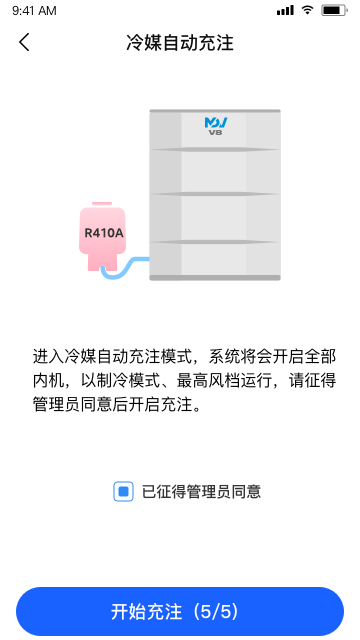 9:41 AM
冷媒自动充注
MDV
V8
R410A
进入冷媒自动充注模式，系统将会开启全部
内机，以制冷模式、最高风档运行，请征得
管理员同意后开启充注。
已征得管理员同意
开始充注（5/5）